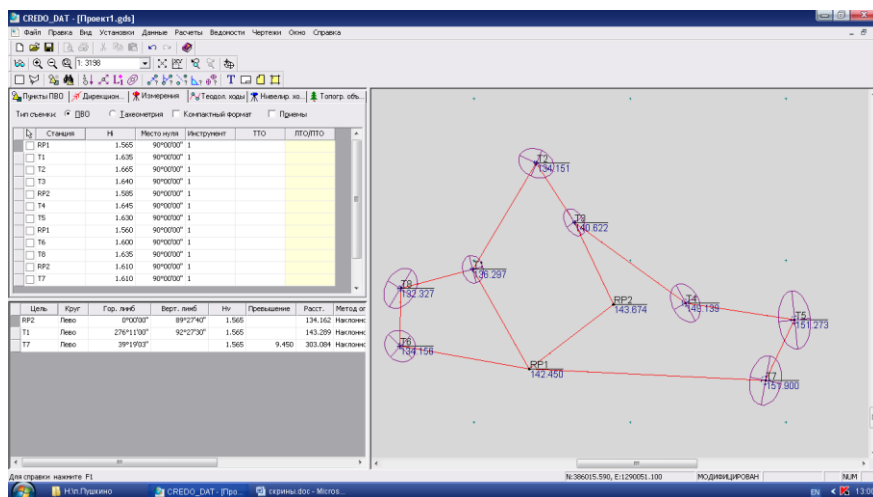 CREDO_DAT - [Проект1.gds]
Файл Правка Вид Установки Данные Расчеты Ведомости Чертежи Окно Справка
1: 3198
Пункты ПВО Дирекцион... Измерения Теодол. ходы Нивелир. хо... Топогр. объ...
Тип съемки: ПВО Тахеометрия Компактный формат Приемы
Станция Hi Место нуля Инструмент ТТО ЛТО/ПТО
RP1 1.565 90°00'00" 1
T1 1.635 90°00'00" 1
T2 1.665 90°00'00" 1
T3 1.640 90°00'00" 1
RP2 1.585 90°00'00" 1
T4 1.645 90°00'00" 1
T5 1.630 90°00'00" 1
RP1 1.560 90°00'00" 1
T6 1.600 90°00'00" 1
T8 1.635 90°00'00" 1
RP2 1.610 90°00'00" 1
T7 1.610 90°00'00" 1
Цель Круг Гор. лимб Верт. лимб Hv Превышение Расст. Метод оп
RP2 Лево 0°00'00" 89°27'40" 1.565 134.162 Наклонно
T1 Лево 276°11'00" 92°27'30" 1.565 143.289 Наклонно
T7 Лево 39°19'03" 1.565 9.450 303.084 Наклонно
T2
134.151
T3
140.622
T1
136.297
T8
132.327
RP2
143.674
T4
149.139
T5
151.273
T6
134.156
RP1
142.450
T7
151.900
Для справки нажмите F1
N:386015.590, E:1290051.100 МОДИФИЦИРОВАН NUM
H:\п.Пушкино CREDO_DAT - [Про... скрины.doc - Micros... EN 13:00